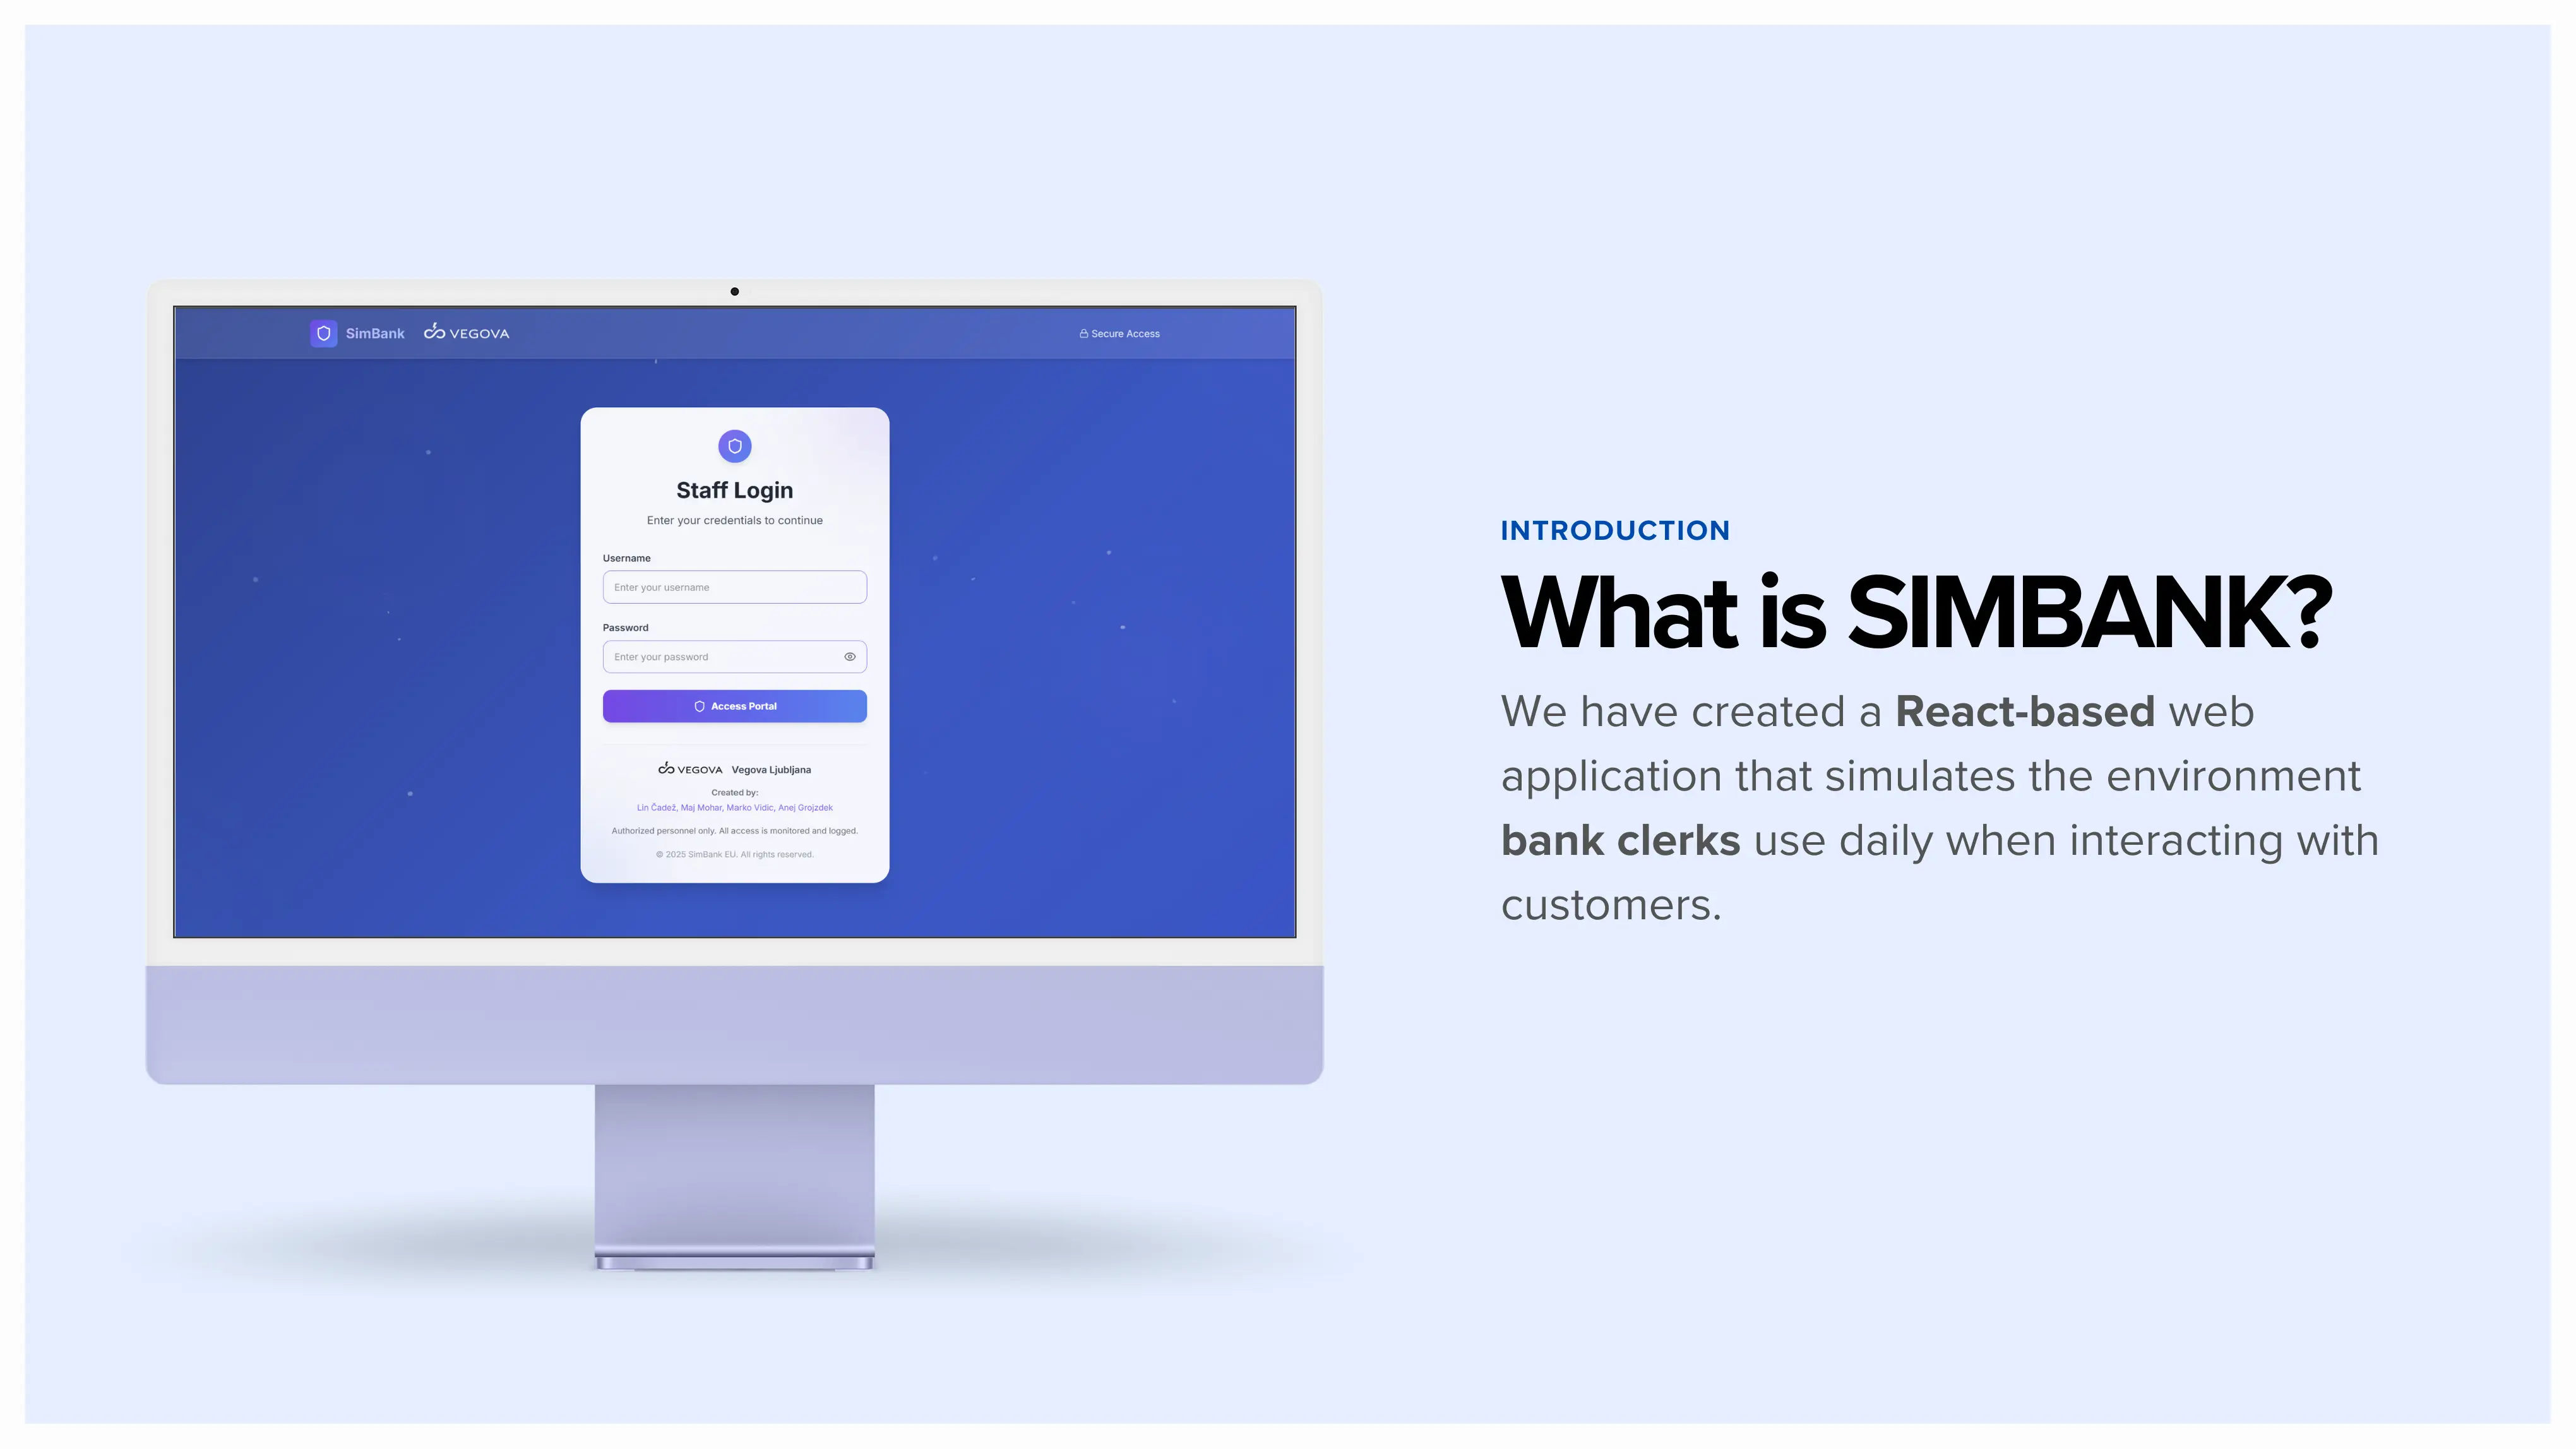 SimBank VEGOVA Secure Access
Staff Login
Enter your credentials to continue
Username
Enter your username
Password
Enter your password
Access Portal
VEGOVA Vegova Ljubljana
Created by:
Lin Čadež, Maj Mohar, Marko Vidic, Anej Grojzdek
Authorized personnel only. All access is monitored and logged.
© 2025 SimBank EU. All rights reserved.
INTRODUCTION
What is SIMBANK?
We have created a React-based web
application that simulates the environment
bank clerks use daily when interacting with
customers.